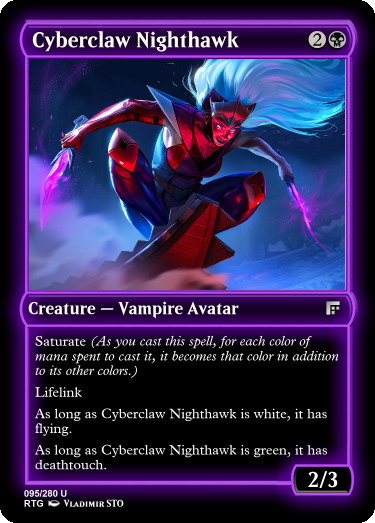 Cyberclaw Nighthawk 2
Creature — Vampire Avatar
Saturate (As you cast this spell, for each color of
mana spent to cast it, it becomes that color in addition
to its other colors.)
Lifelink
As long as Cyberclaw Nighthawk is white, it has
flying.
As long as Cyberclaw Nighthawk is green, it has
deathtouch.
2/3
095/280 U
RTG Vladimir STO